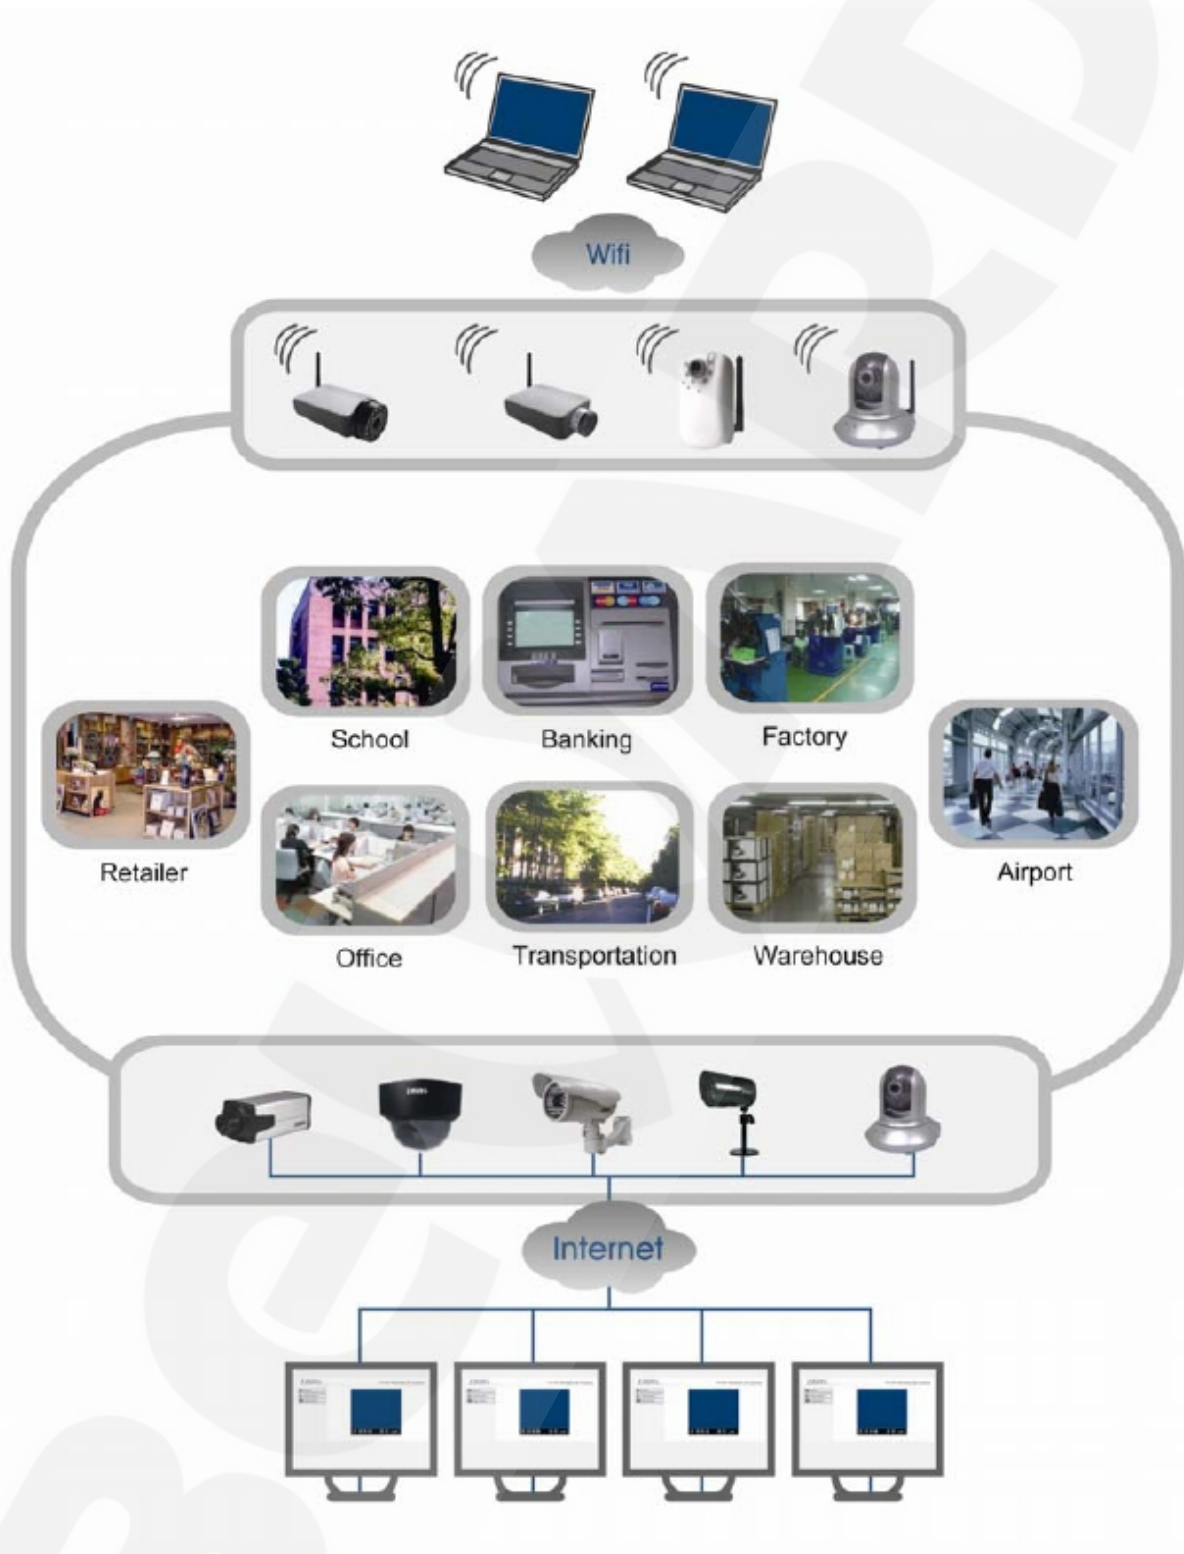 Wifi
School
Banking
Factory
Retailer
Airport
Office
Transportation
Warehouse
Internet